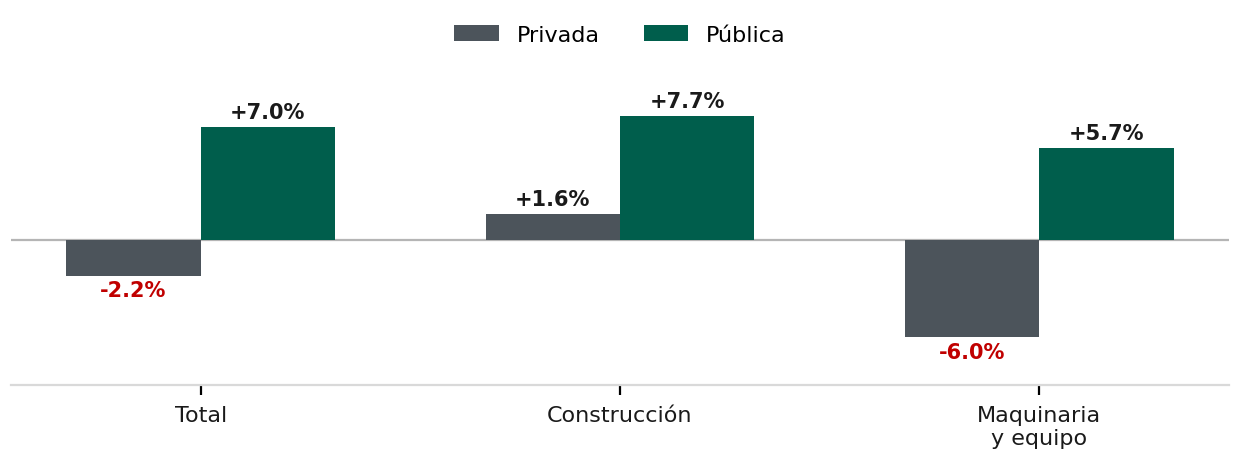 Privada
Pública
+7.0%
+7.7%
+5.7%
+1.6%
-2.2%
-6.0%
Total
Construcción
Maquinaria
y equipo